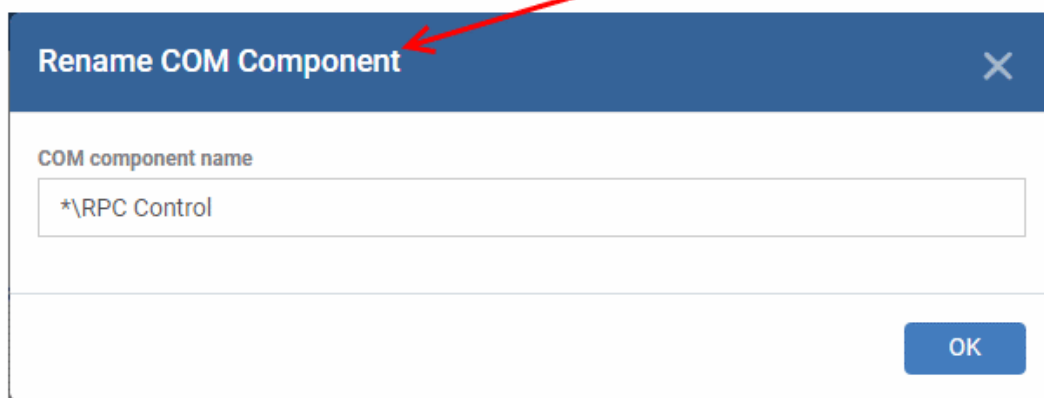 Rename COM Component
COM component name
*\RPC Control
OK